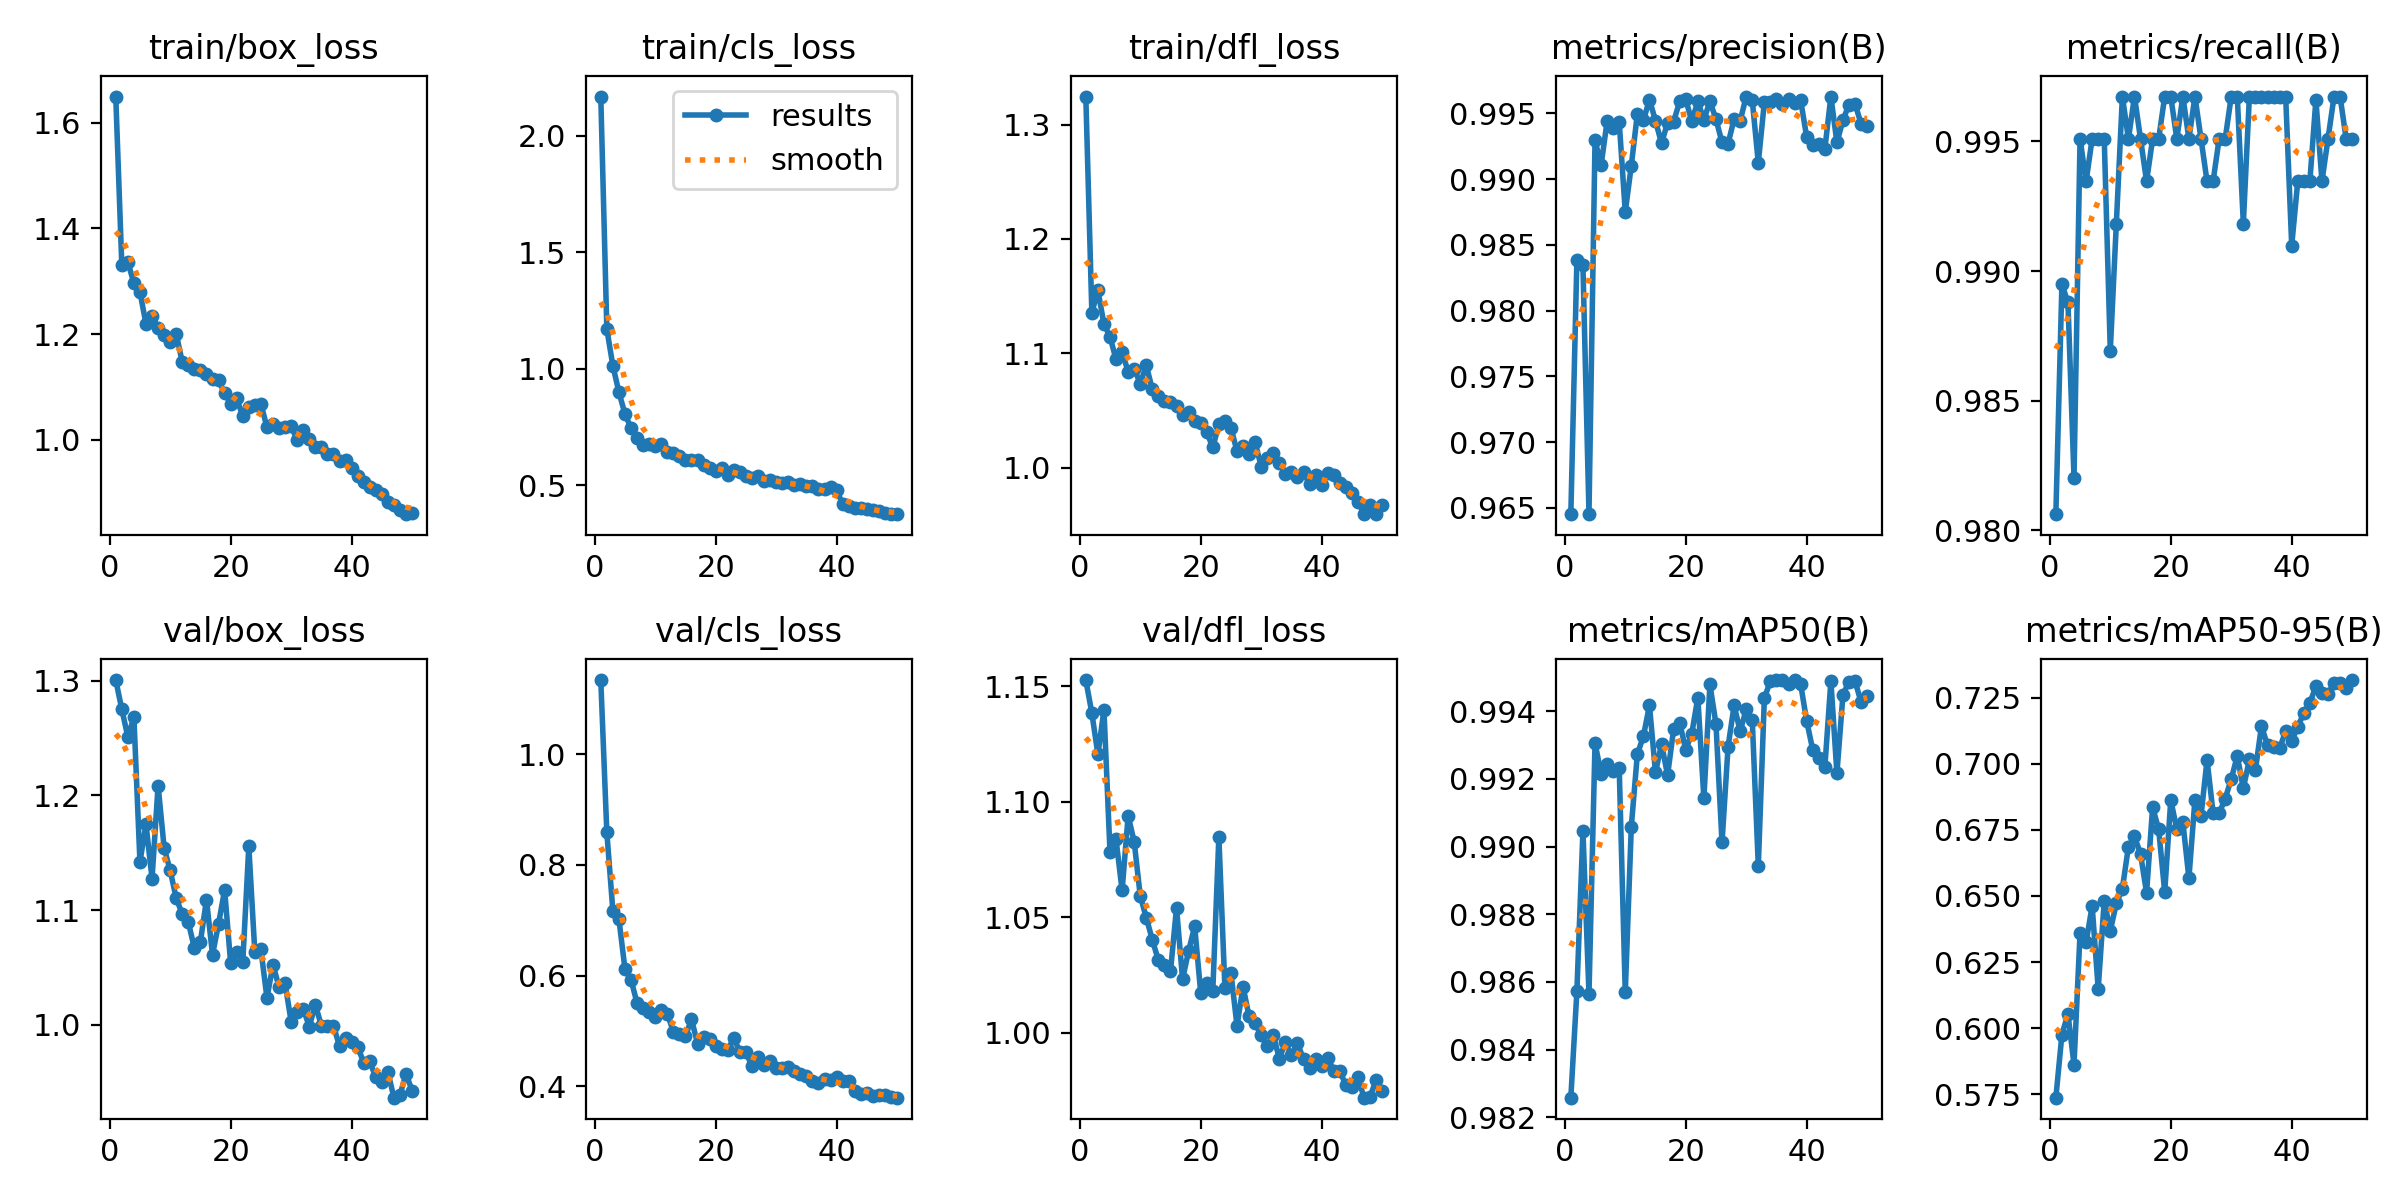 train/box_loss
1.6
1.4
1.2
1.0
0 20 40
train/cls_loss
results
smooth
2.0
1.5
1.0
0.5
0 20 40
train/dfl_loss
1.3
1.2
1.1
1.0
0 20 40
metrics/precision(B)
0.995
0.990
0.985
0.980
0.975
0.970
0.965
0 20 40
metrics/recall(B)
0.995
0.990
0.985
0.980
0 20 40
val/box_loss
1.3
1.2
1.1
1.0
0 20 40
val/cls_loss
1.0
0.8
0.6
0.4
0 20 40
val/dfl_loss
1.15
1.10
1.05
1.00
0 20 40
metrics/mAP50(B)
0.994
0.992
0.990
0.988
0.986
0.984
0.982
0 20 40
metrics/mAP50-95(B)
0.725
0.700
0.675
0.650
0.625
0.600
0.575
0 20 40